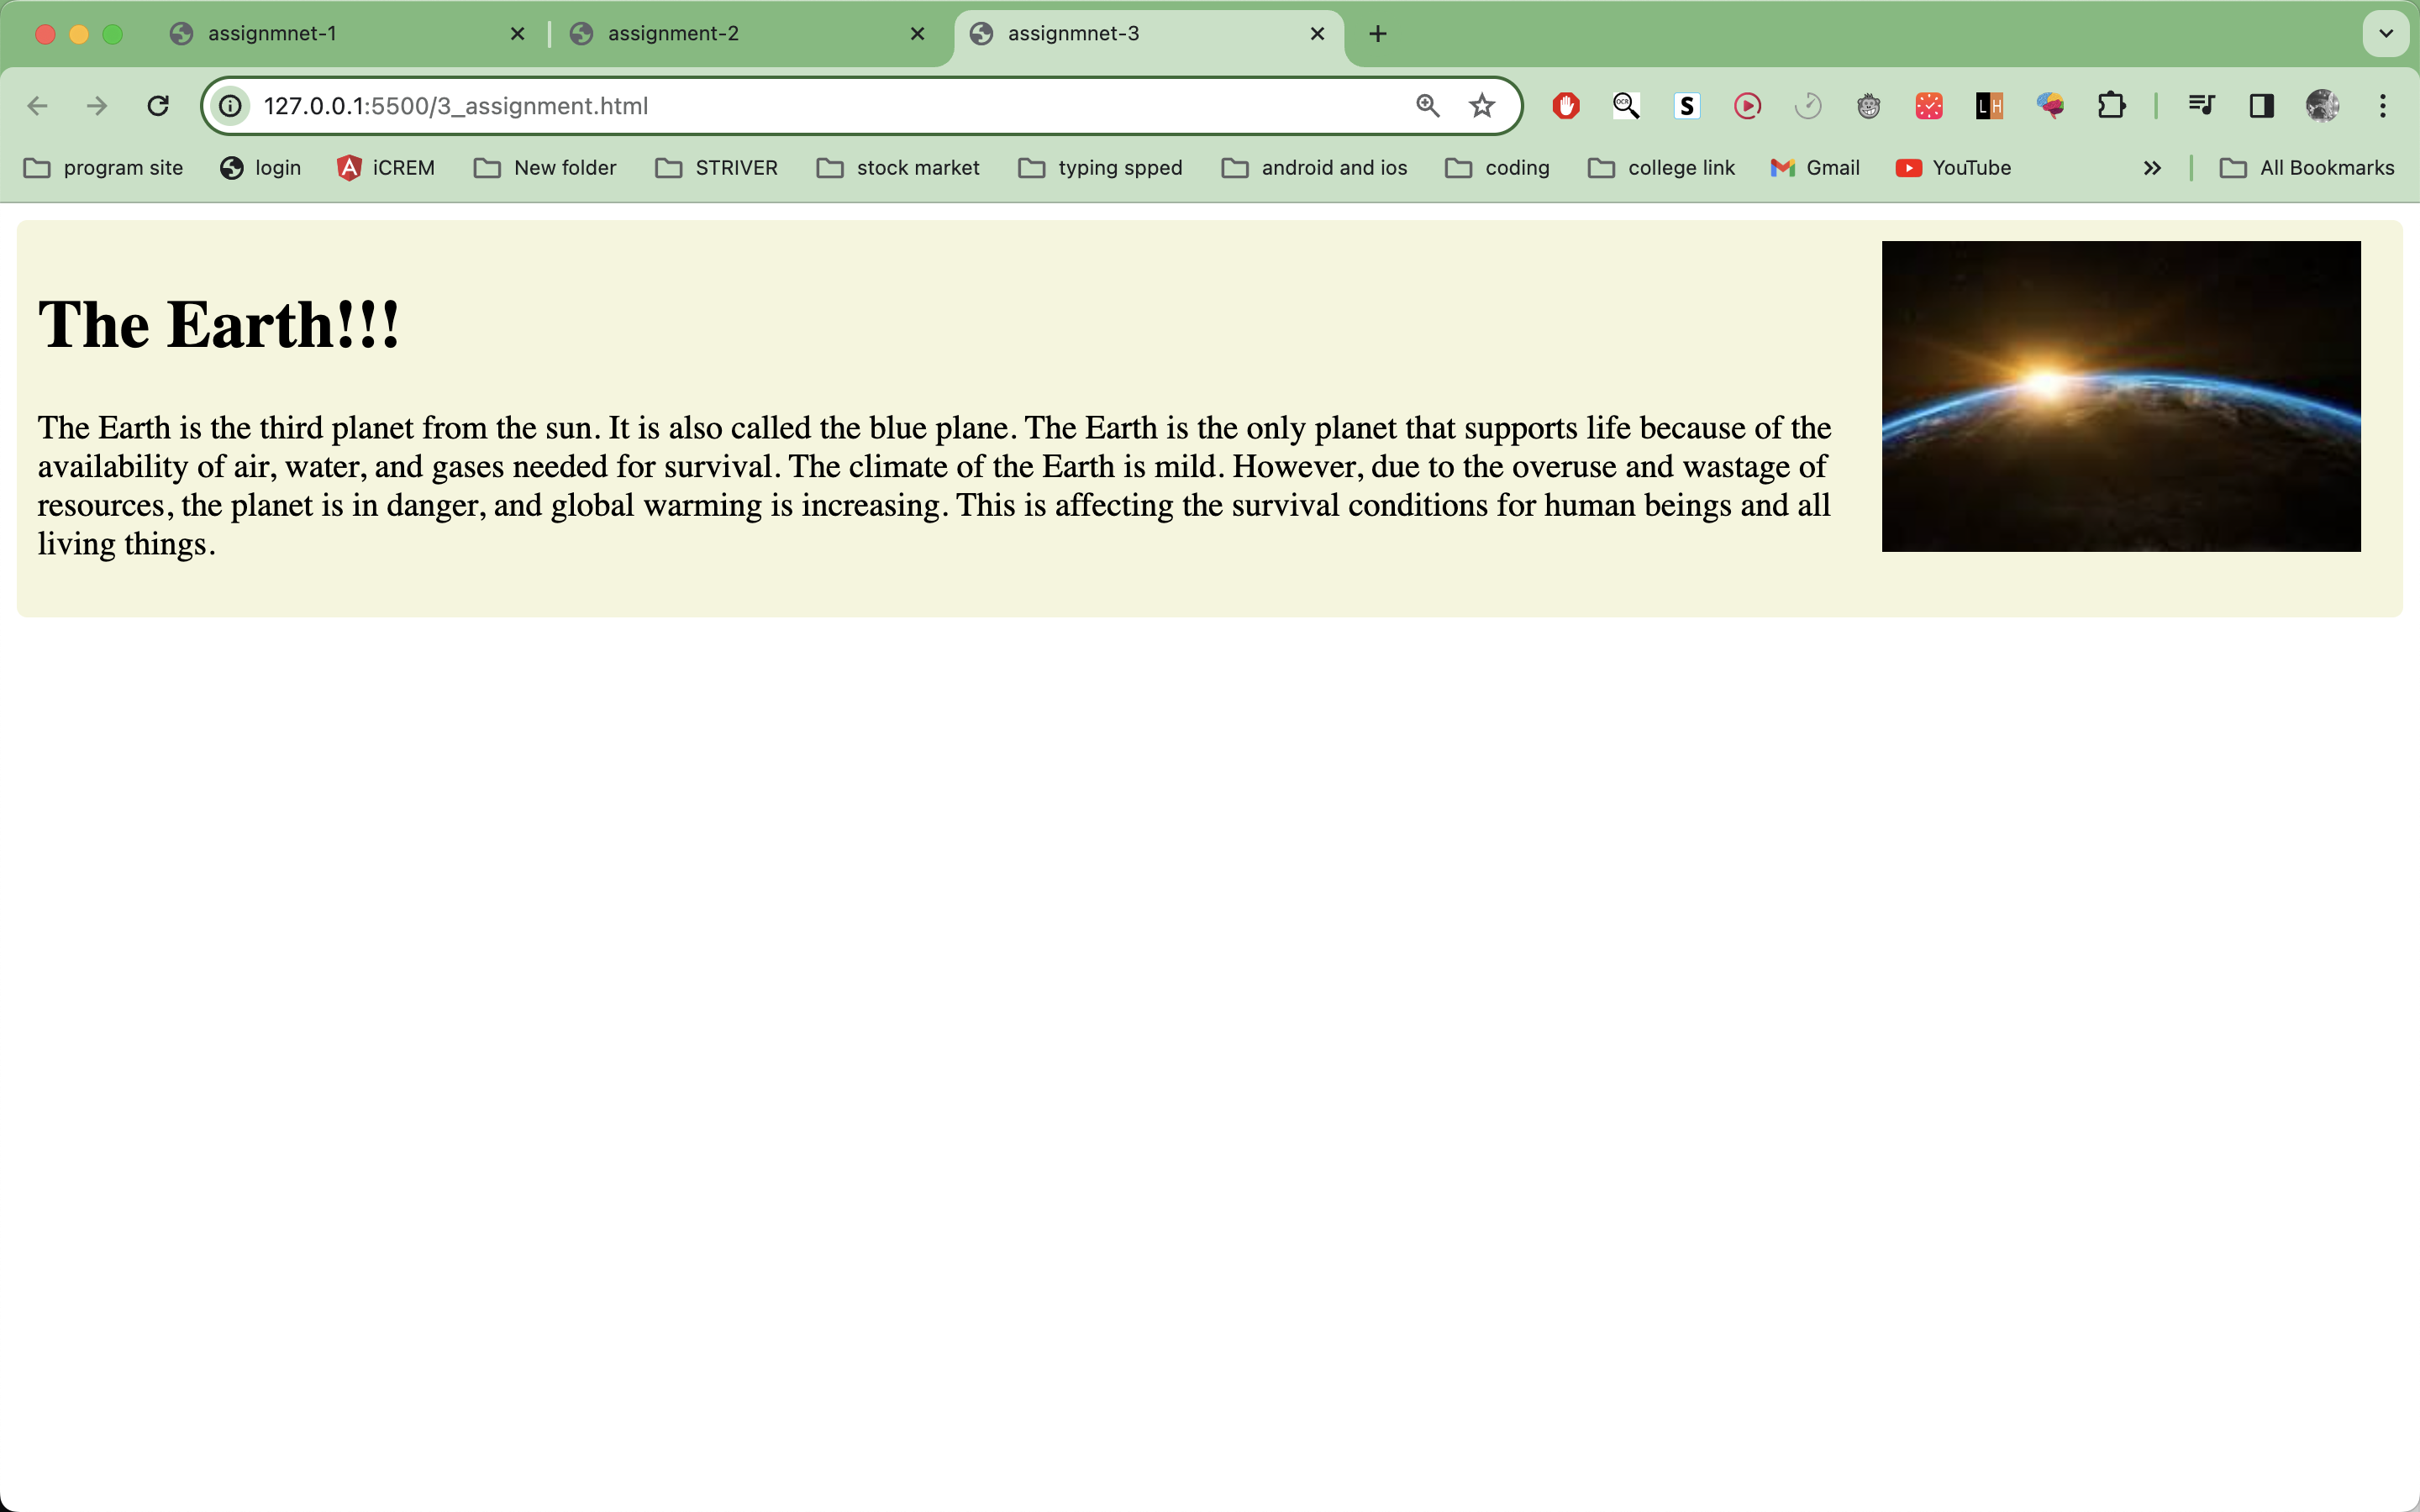 assignmnet-1
assignment-2
assignmnet-3
127.0.0.1:5500/3_assignment.html
OCR
S
L H
program site
login
A
iCREM
New folder
STRIVER
stock market
typing spped
android and ios
coding
college link
Gmail
YouTube
All Bookmarks
The Earth!!!
The Earth is the third planet from the sun. It is also called the blue plane. The Earth is the only planet that supports life because of the
availability of air, water, and gases needed for survival. The climate of the Earth is mild. However, due to the overuse and wastage of
resources, the planet is in danger, and global warming is increasing. This is affecting the survival conditions for human beings and all
living things.